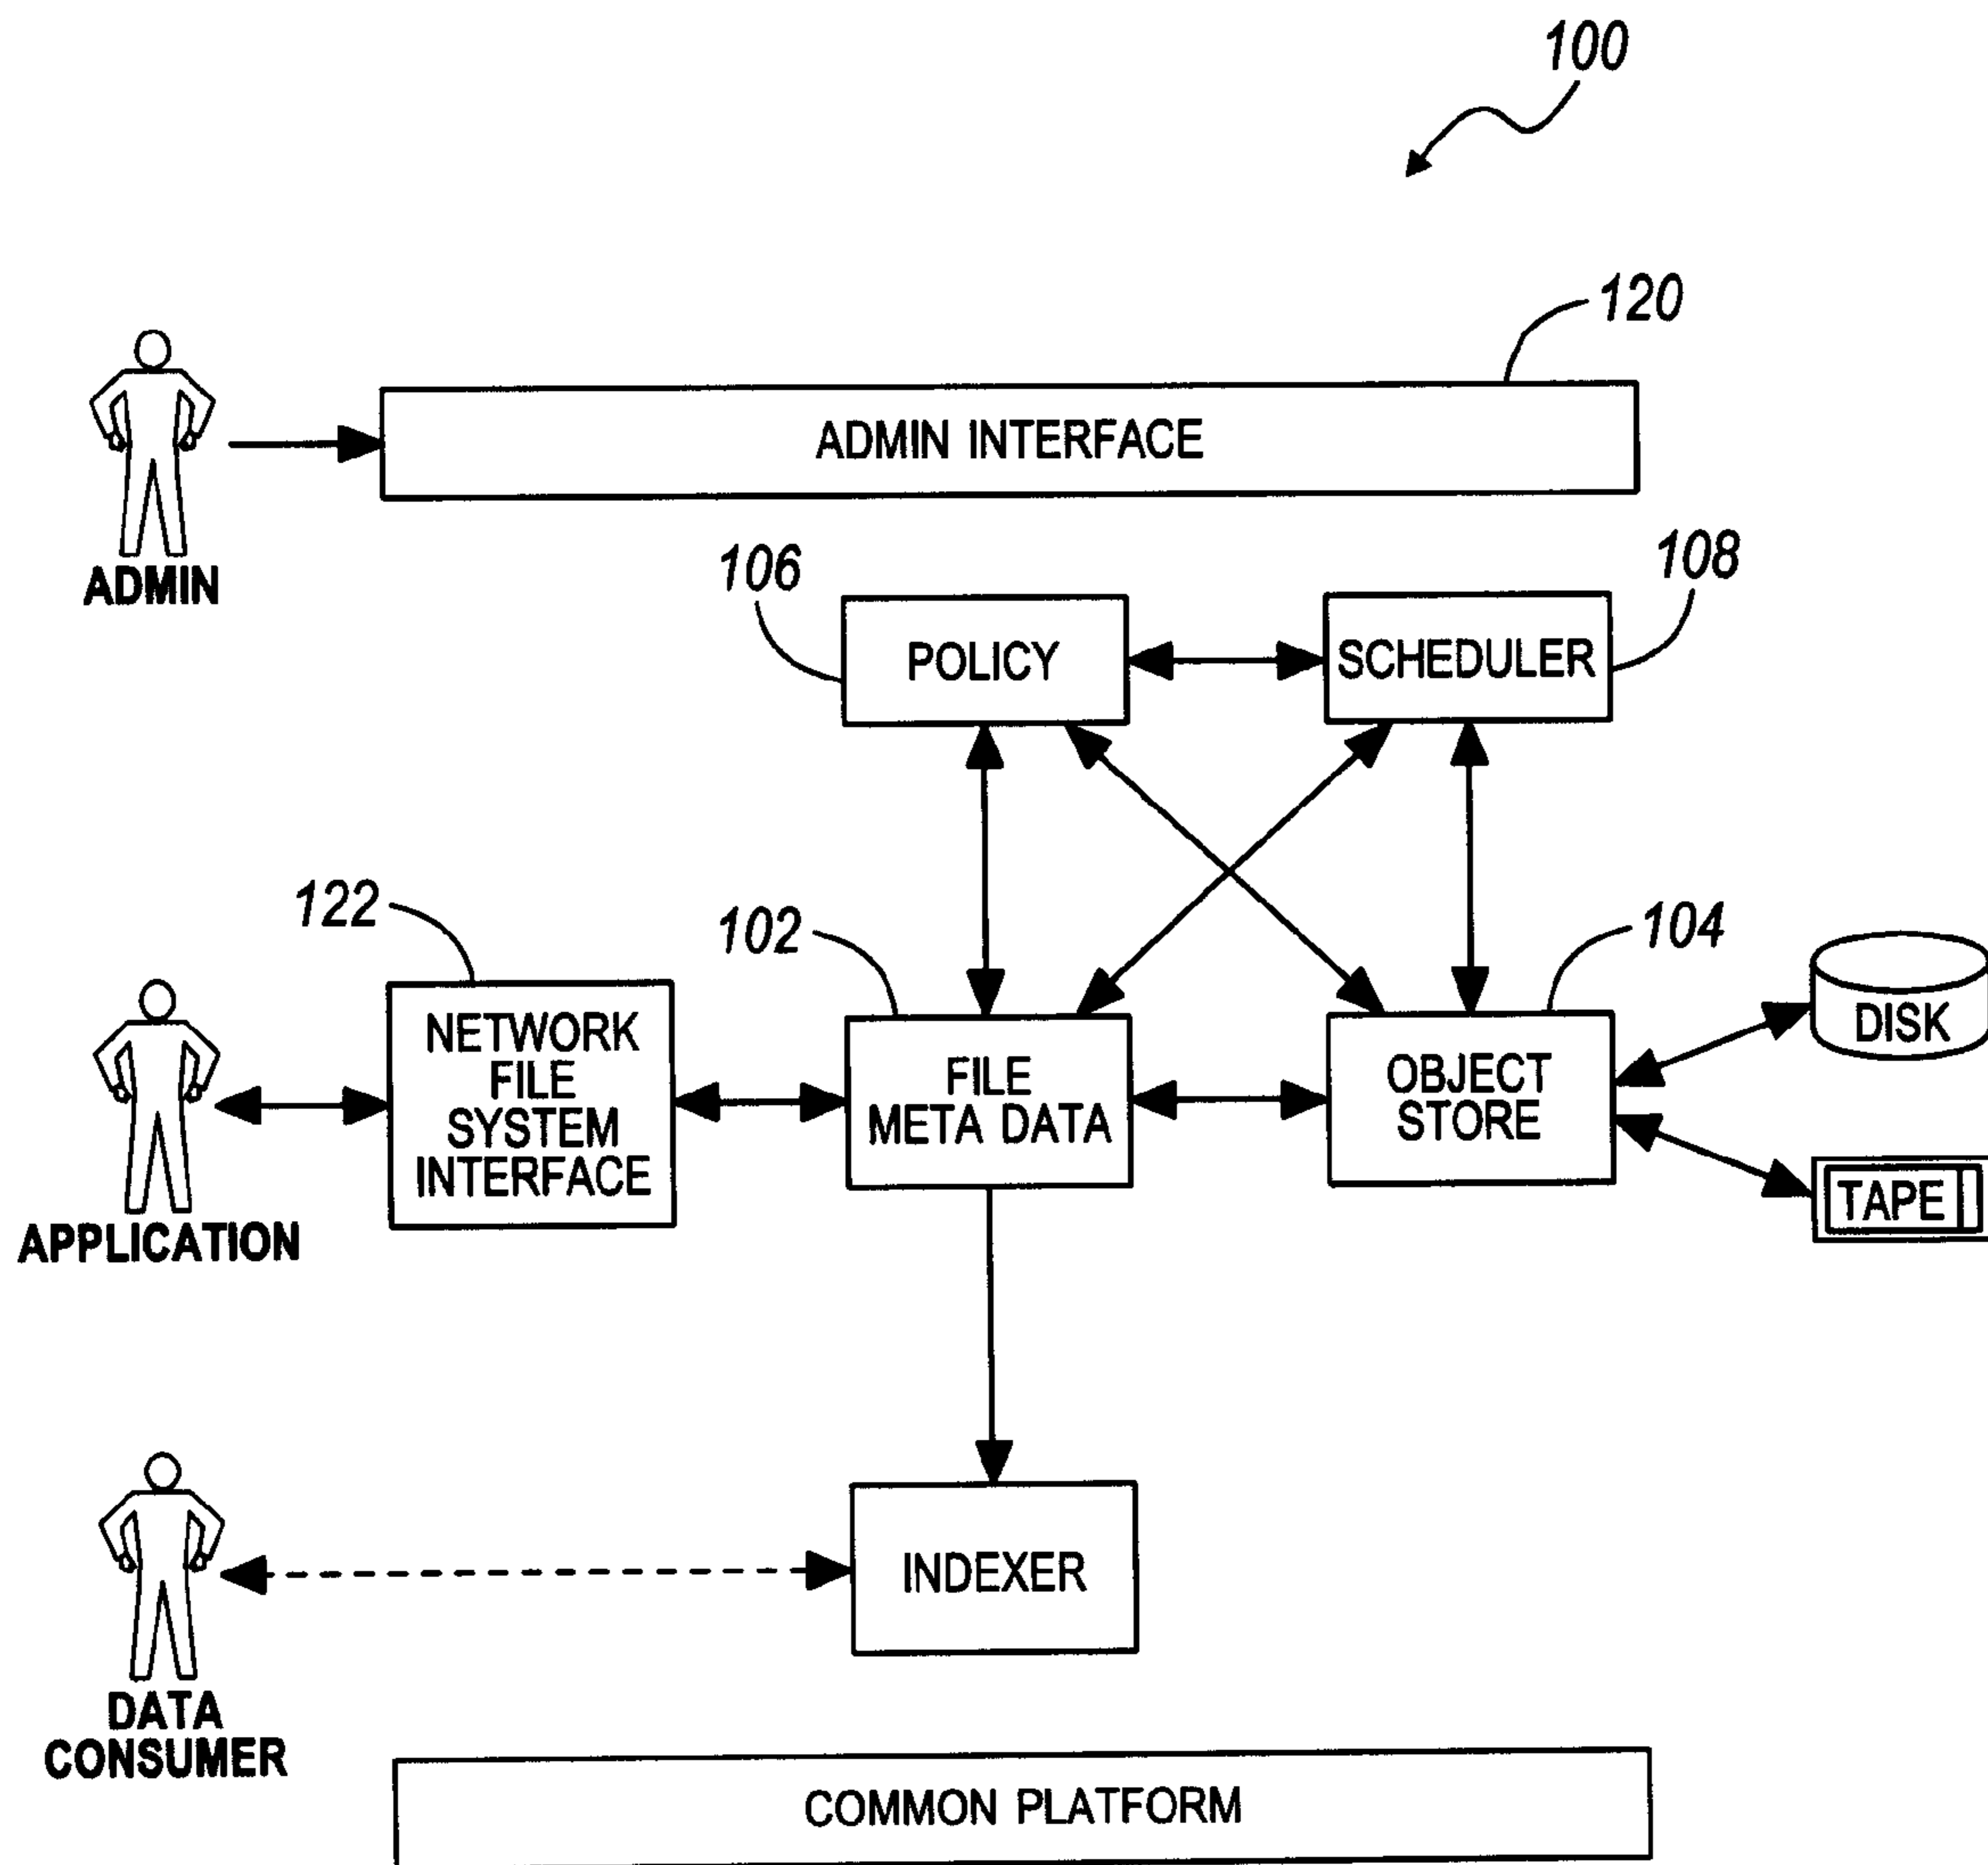 100
120
ADMIN INTERFACE
ADMIN
106
108
POLICY
SCHEDULER
122
102
104
NETWORK
FILE
SYSTEM
INTERFACE
FILE
META DATA
OBJECT
STORE
DISK
TAPE
APPLICATION
INDEXER
DATA
CONSUMER
COMMON PLATFORM